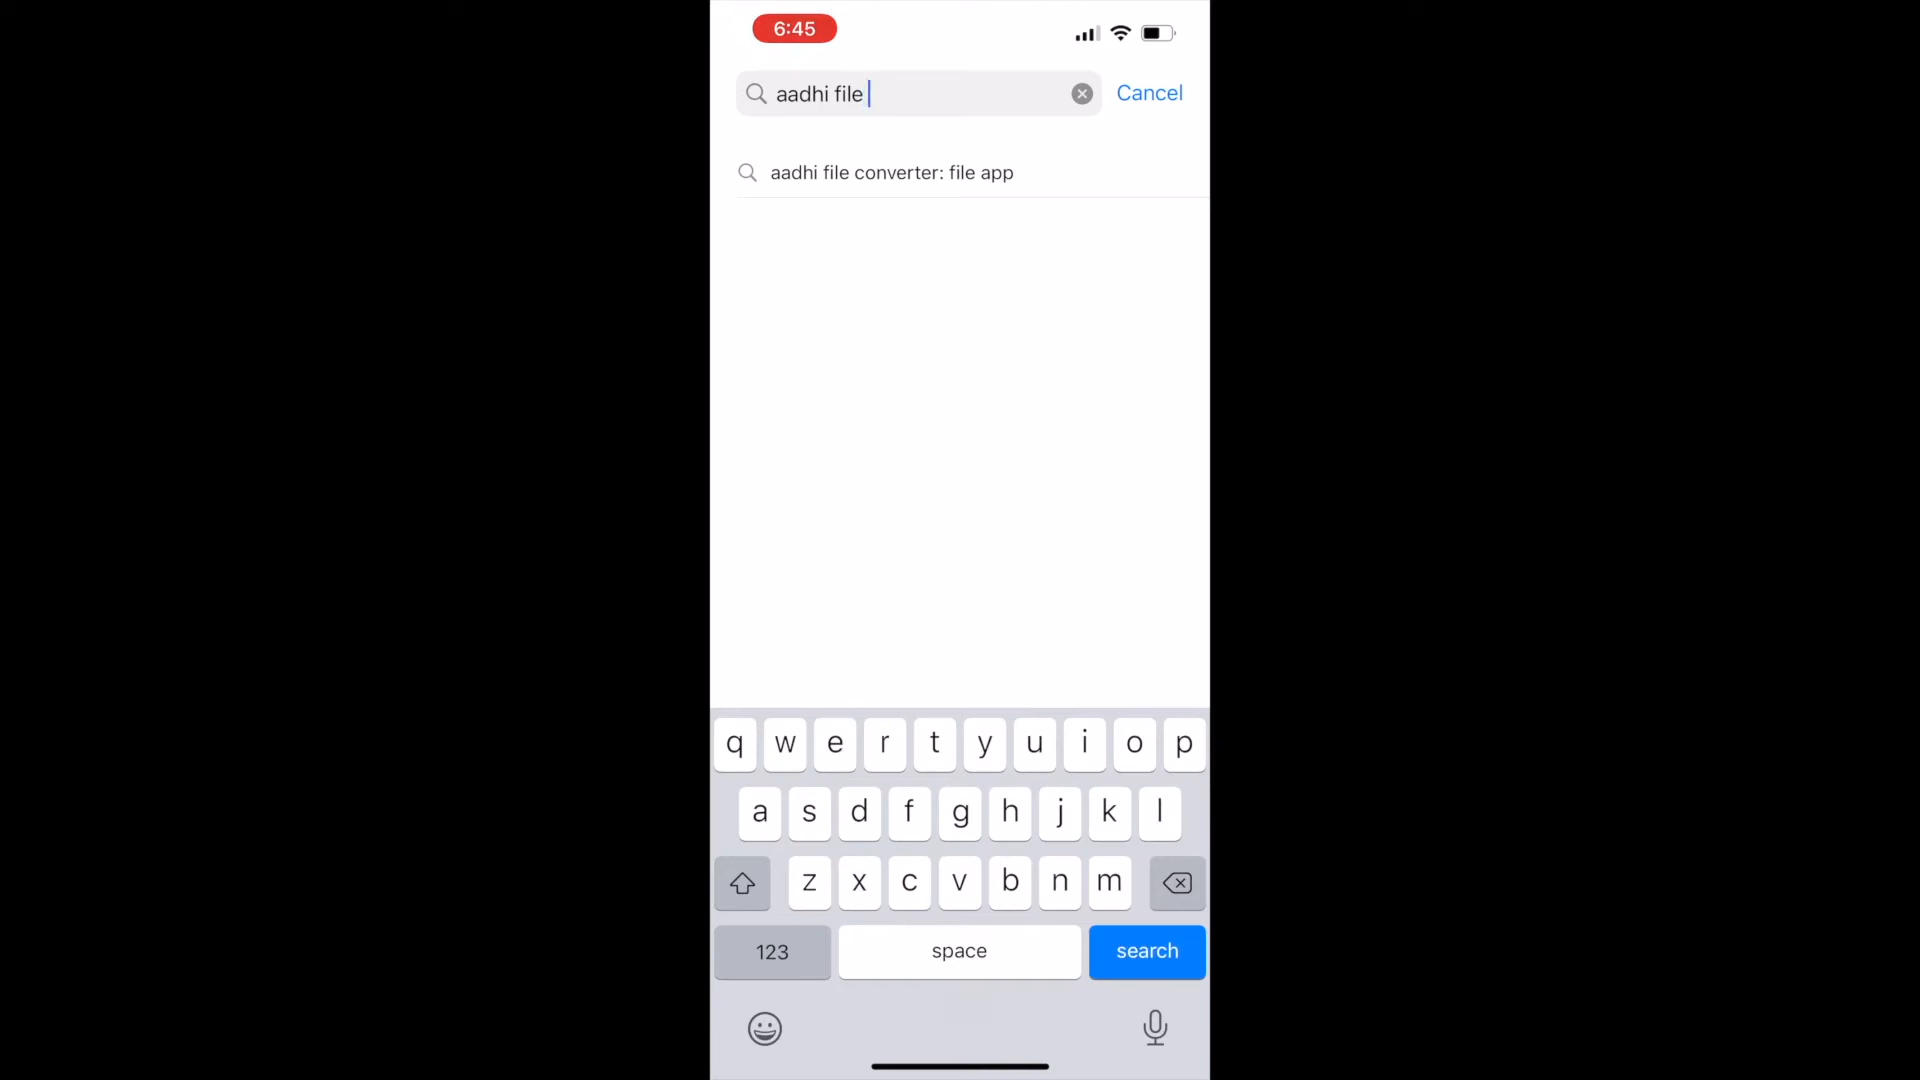 6:45
aadhi file
Cancel
aadhi file converter: file app
q w e r t y u i o p
a s d f g h j k l
z x c v b n m
123 space search